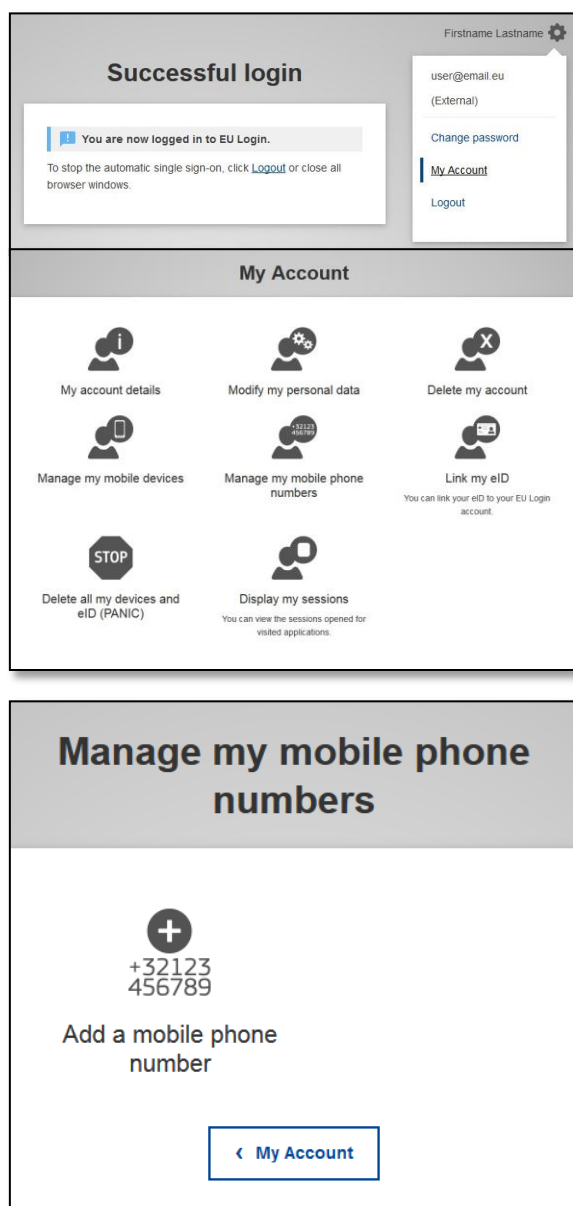 Firstname Lastname
Successful login
user@email.eu
(External)
You are now logged in to EU Login.
Change password
To stop the automatic single sign-on, click Logout or close all
browser windows.
My Account
Logout
My Account
i
X
My account details
Modify my personal data
Delete my account
+32123
456789
Manage my mobile devices
Manage my mobile phone
numbers
Link my eID
You can link your eID to your EU Login
account.
STOP
Delete all my devices and
eID (PANIC)
Display my sessions
You can view the sessions opened for
visited applications.
Manage my mobile phone
numbers
+32123
456789
Add a mobile phone
number
‹ My Account